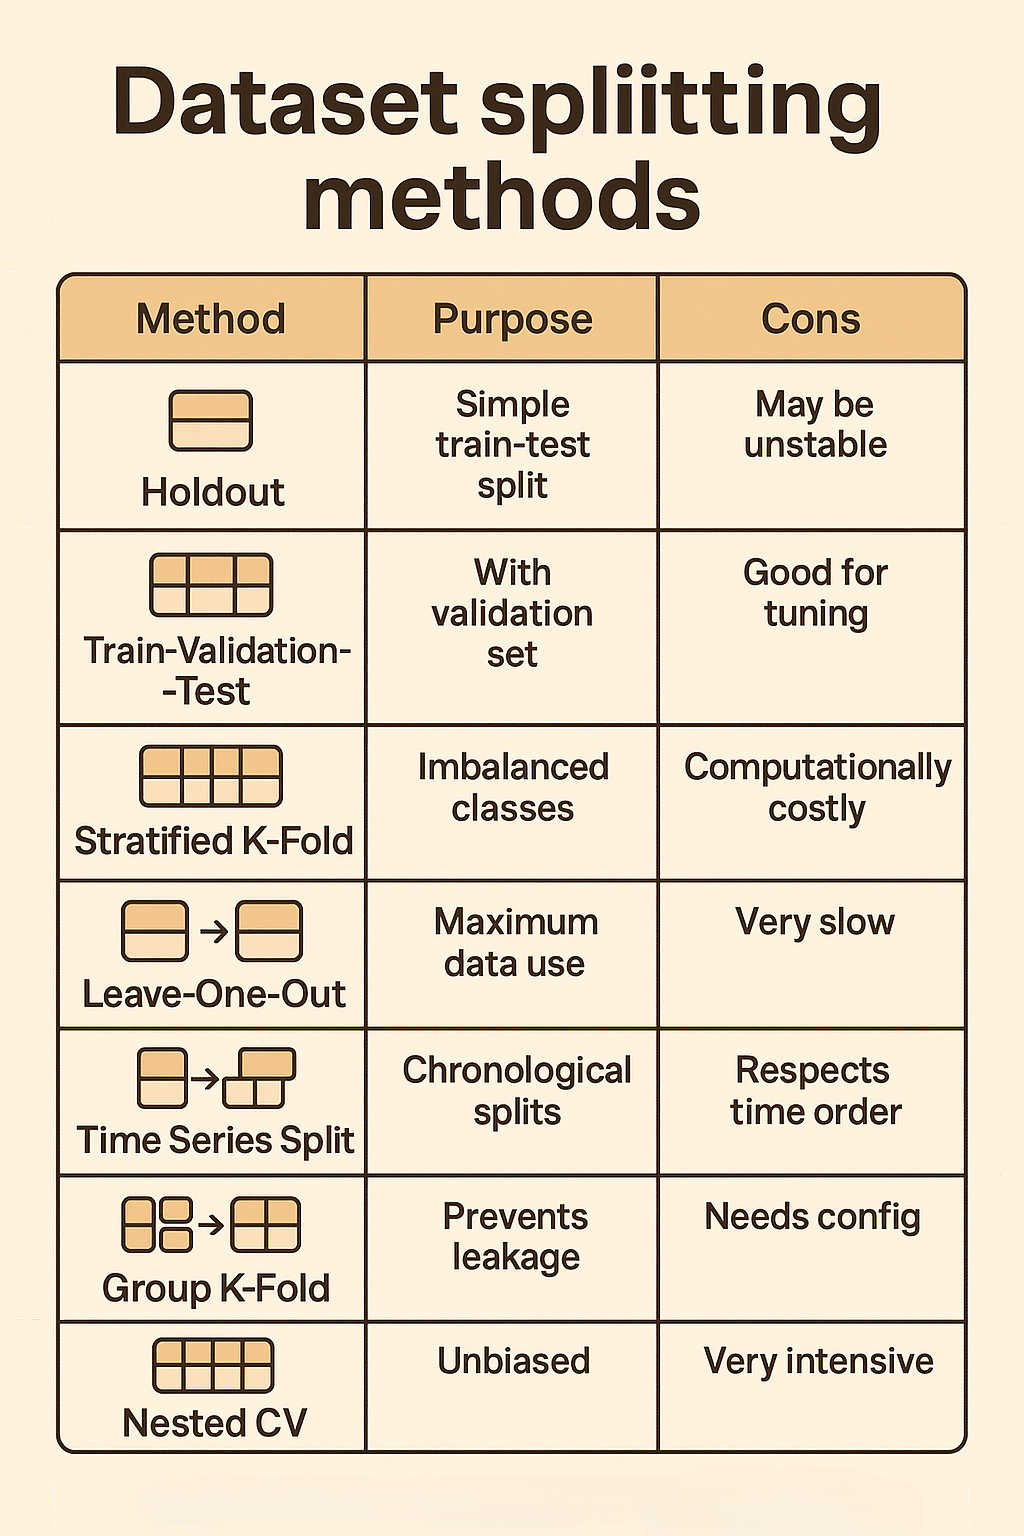 Dataset spliitting
methods
Method Purpose Cons
Holdout
Simple
train-test
split
May be
unstable
Train-Validation-
-Test
With
validation
set
Good for
tuning
Stratified K-Fold
Imbalanced
classes
Computationally
costly
Leave-One-Out
Maximum
data use
Very slow
Time Series Split
Chronological
splits
Respects
time order
Group K-Fold
Prevents
leakage
Needs config
Nested CV
Unbiased
Very intensive